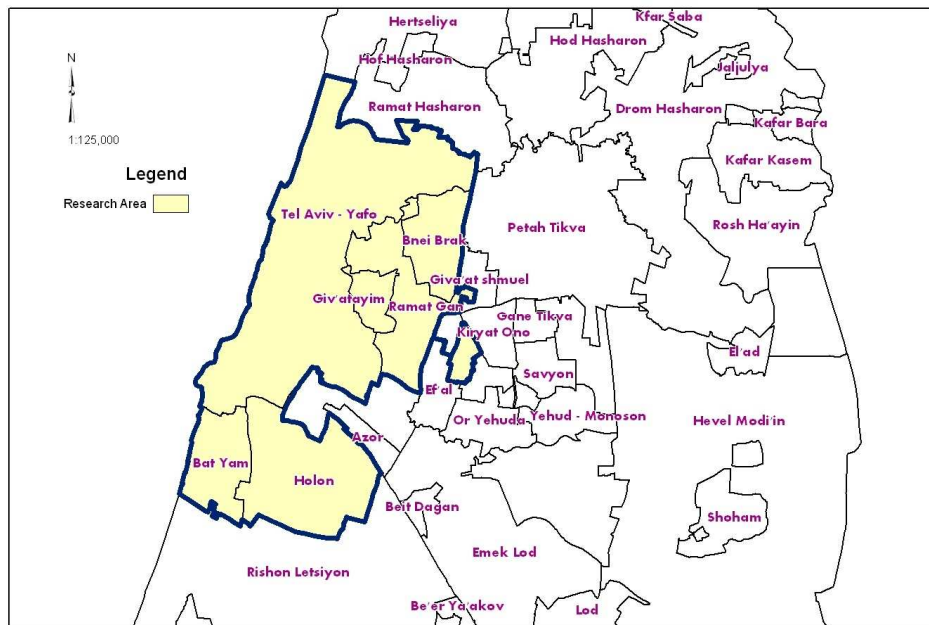 Hertseliya
Kfar Saba
Hod Hasharon
N
Hof Hasharon
Jaljulya
Ramat Hasharon
Drom Hasharon
Kafar Bara
1:125,000
Kafar Kasem
Legend
Research Area
Tel Aviv - Yafo
Rosh Ha'ayin
Petah Tikva
Bnei Brak
Giva'at shmuel
Giv'atayim
Ramat Gan
Gane Tikva
Kiryat Ono
El'ad
Savyon
Ef'al
Or Yehuda
Yehud - Monoson
Hevel Modi'in
Azor
Bat Yam
Holon
Beit Dagan
Shoham
Emek Lod
Rishon Letsiyon
Be'er Ya'akov
Lod